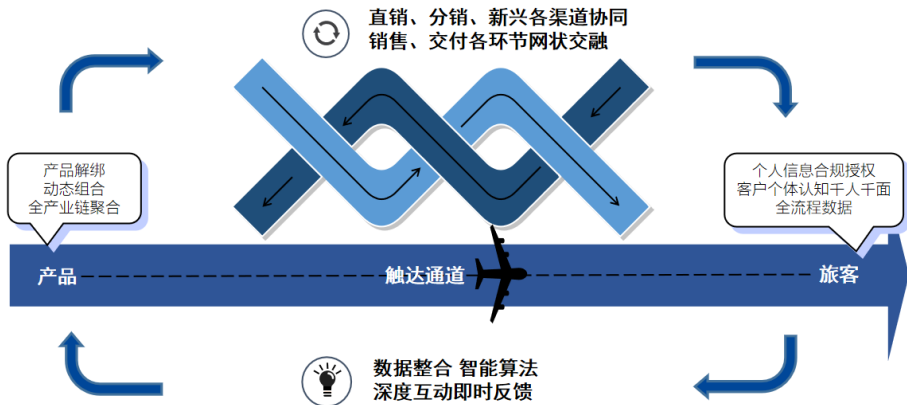 直销、分销、新兴各渠道协同
销售、交付各环节网状交融
产品解绑
动态组合
全产业链聚合
个人信息合规授权
客户个体认知千人千面
全流程数据
产品
触达通道
旅客
数据整合 智能算法
深度互动即时反馈